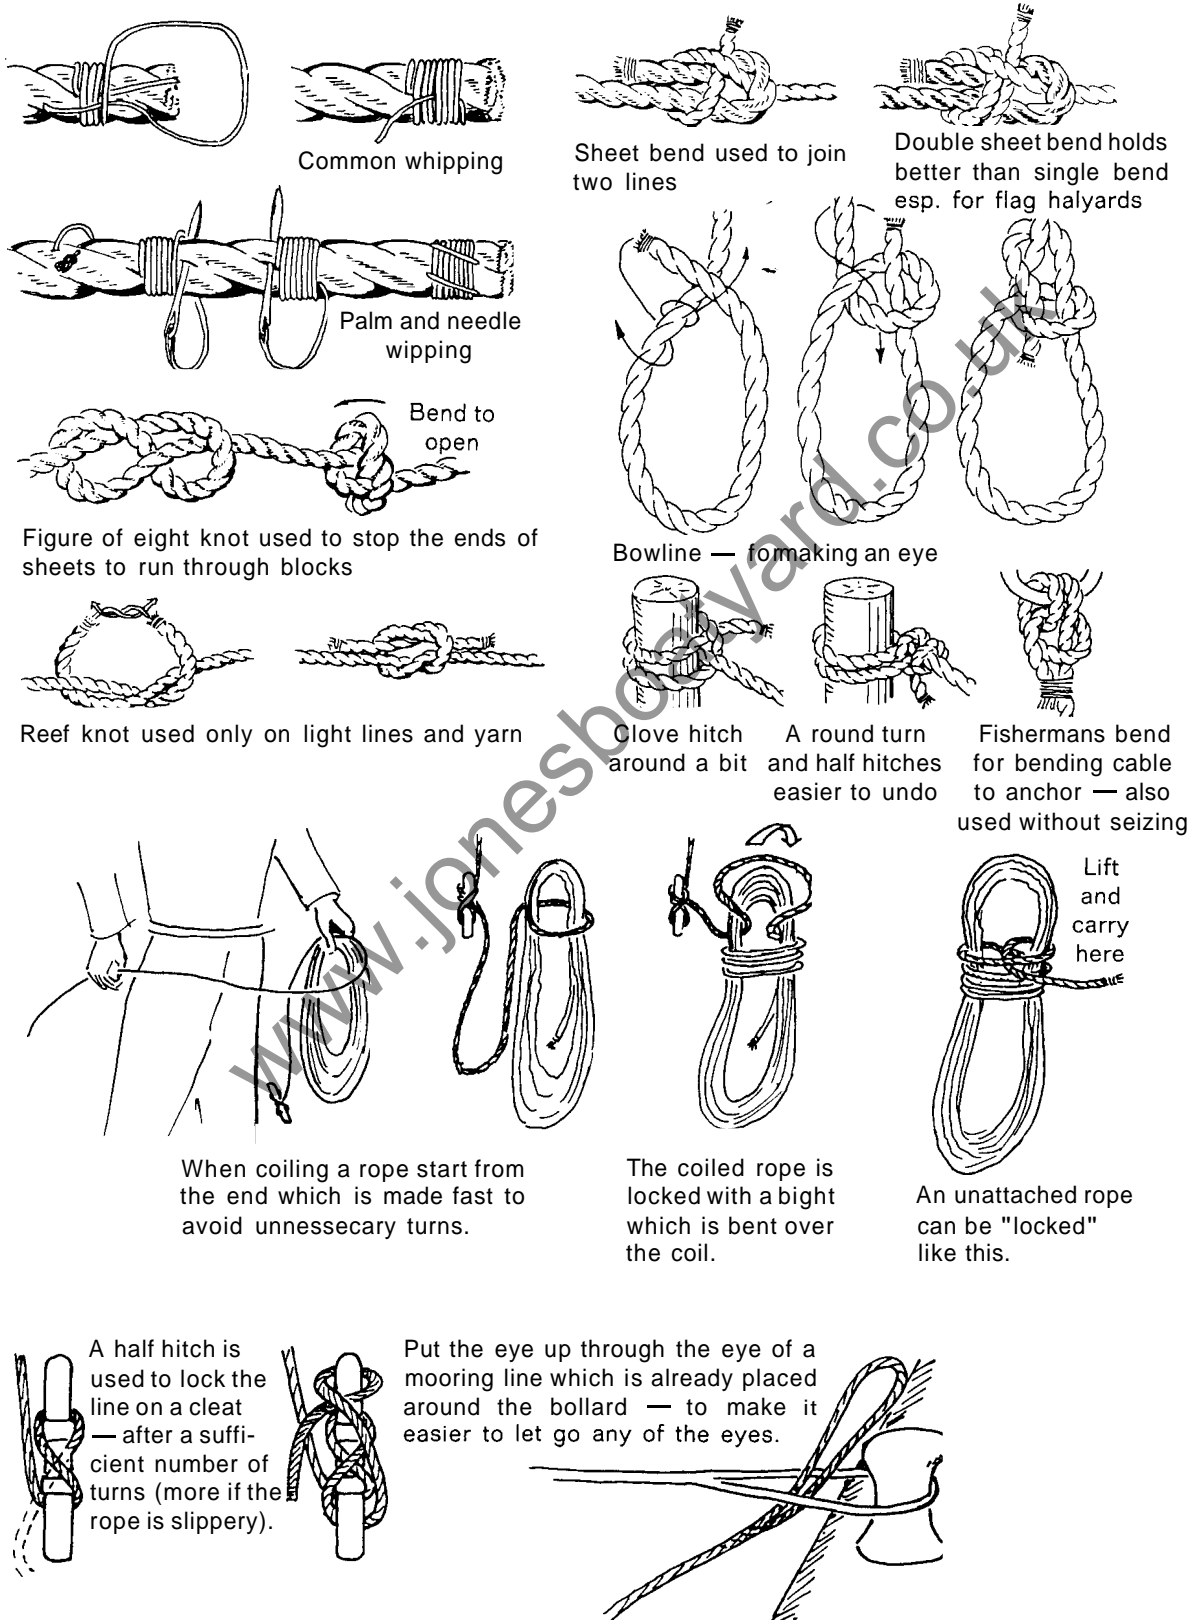 Common whipping
Sheet bend used to join
two lines
Double sheet bend holds
better than single bend
esp. for flag halyards
Palm and needle
wipping
Bend to
open
Figure of eight knot used to stop the ends of
sheets to run through blocks
Bowline — fomaking an eye
Reef knot used only on light lines and yarn
Clove hitch
around a bit
A round turn
and half hitches
easier to undo
Fishermans bend
for bending cable
to anchor — also
used without seizing
Lift
and
carry
here
When coiling a rope start from
the end which is made fast to
avoid unnessecary turns.
The coiled rope is
locked with a bight
which is bent over
the coil.
An unattached rope
can be "locked"
like this.
A half hitch is
used to lock the
line on a cleat
— after a suffi-
cient number of
turns (more if the
rope is slippery).
Put the eye up through the eye of a
mooring line which is already placed
around the bollard — to make it
easier to let go any of the eyes.
www.jonesboatyard.co.uk